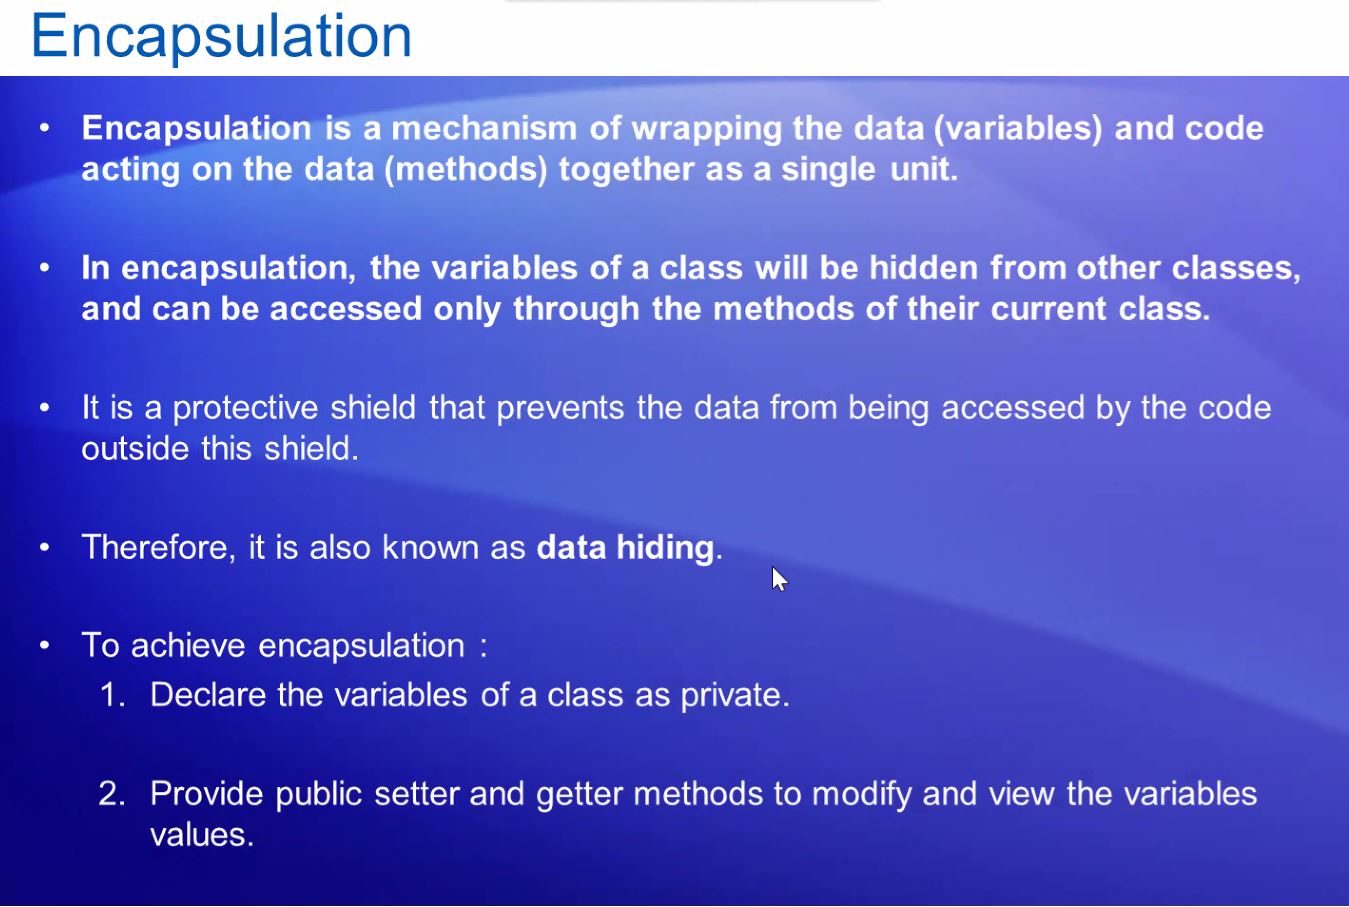 Encapsulation
• Encapsulation is a mechanism of wrapping the data (variables) and code
acting on the data (methods) together as a single unit.
• In encapsulation, the variables of a class will be hidden from other classes,
and can be accessed only through the methods of their current class.
• It is a protective shield that prevents the data from being accessed by the code
outside this shield.
• Therefore, it is also known as data hiding.
• To achieve encapsulation :
1. Declare the variables of a class as private.
2. Provide public setter and getter methods to modify and view the variables
values.